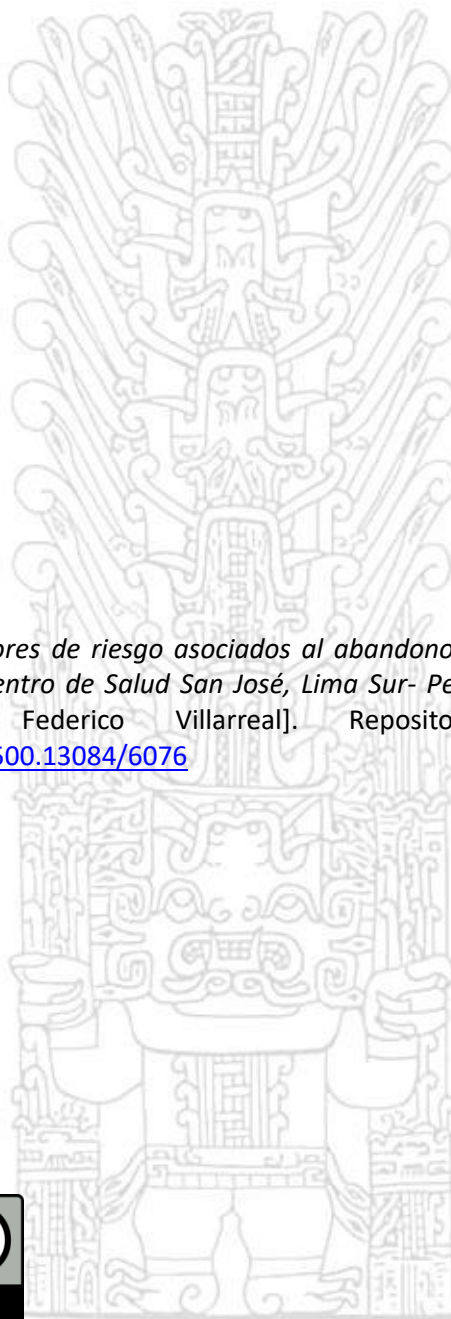 ores de riesgo asociados al abandono
entro de Salud San José, Lima Sur- Pe
Federico Villarreal]. Reposito
500.13084/6076